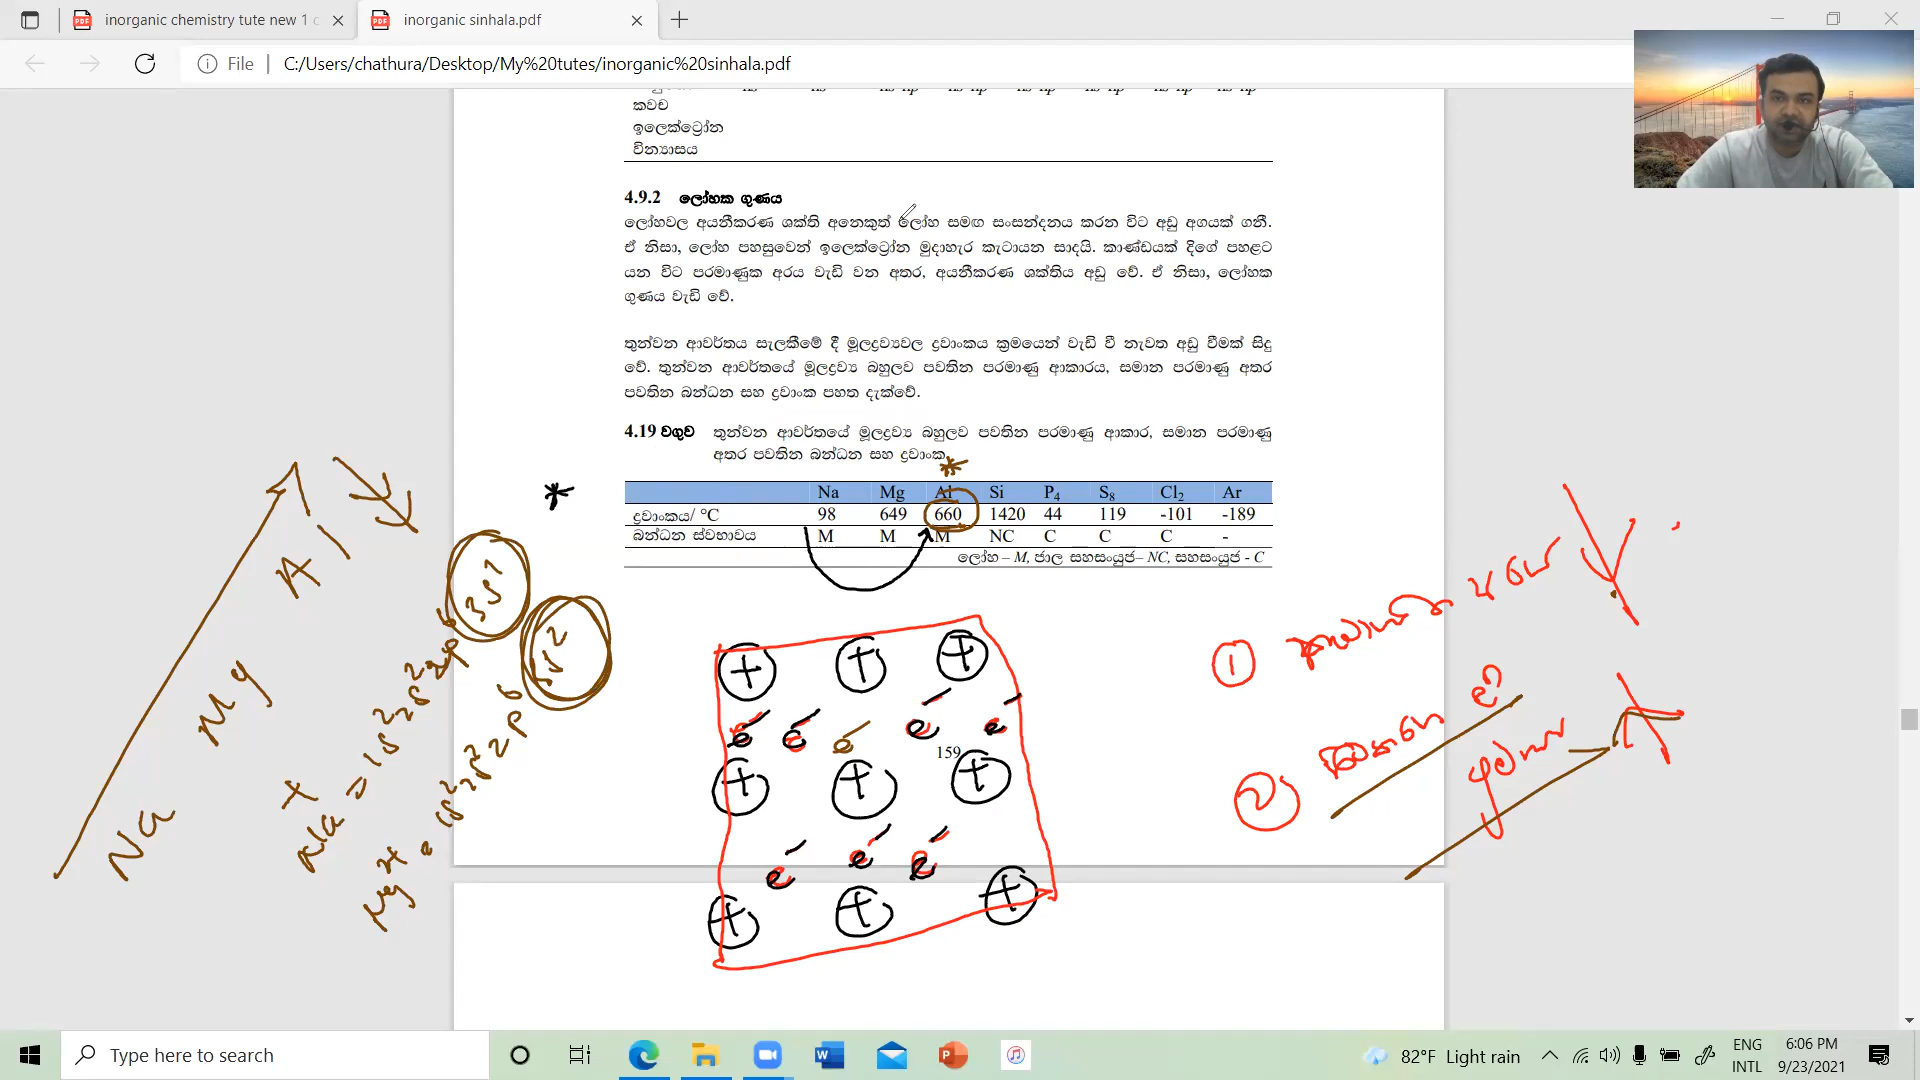 inorganic chemistry tute new 1 c
inorganic sinhala.pdf
File
C:/Users/chathura/Desktop/My%20tutes/inorganic%20sinhala.pdf
කවච
ඉලෙක්ට්‍රෝන
වින්‍යාසය
4.9.2 ලෝහක ගුණය
ලෝහවල අයනීකරණ ශක්ති අනෙකුත් ලෝහ සමඟ සංසන්දනය කරන විට අඩු අගයක් ගනී.
ඒ නිසා, ලෝහ පහසුවෙන් ඉලෙක්ට්‍රෝන මුදාහැර කැටායන සාදයි. කාණ්ඩයක් දිගේ පහළට
යන විට පරමාණුක අරය වැඩි වන අතර, අයනීකරණ ශක්තිය අඩු වේ. ඒ නිසා, ලෝහක
ගුණය වැඩි වේ.
තුන්වන ආවර්තය සැලකීමේ දී මූලද්‍රව්‍යවල ද්‍රවාංකය ක්‍රමයෙන් වැඩි වී නැවත අඩු වීමක් සිදු
වේ. තුන්වන ආවර්තයේ මූලද්‍රව්‍ය බහුලව පවතින පරමාණු ආකාරය, සමාන පරමාණු අතර
පවතින බන්ධන සහ ද්‍රවාංක පහත දැක්වේ.
4.19 වගුව තුන්වන ආවර්තයේ මූලද්‍රව්‍ය බහුලව පවතින පරමාණු ආකාර, සමාන පරමාණු
අතර පවතින බන්ධන සහ ද්‍රවාංක
Na Mg Al Si P₄ S₈ Cl₂ Ar
ද්‍රවාංකය/ °C 98 649 660 1420 44 119 -101 -189
බන්ධන ස්වභාවය M M M NC C C C -
ලෝහ – M, ජාල සහසංයුජ– NC, සහසංයුජ - C
Na Mg Al
Na = 1s² 2s² 2p⁶ 3s¹
+ + +
e⁻ e⁻ e⁻ e⁻ e⁻
159
+ + +
e⁻ e⁻ e⁻
+ + +
①
②
Type here to search
82°F Light rain
ENG
INTL
6:06 PM
9/23/2021